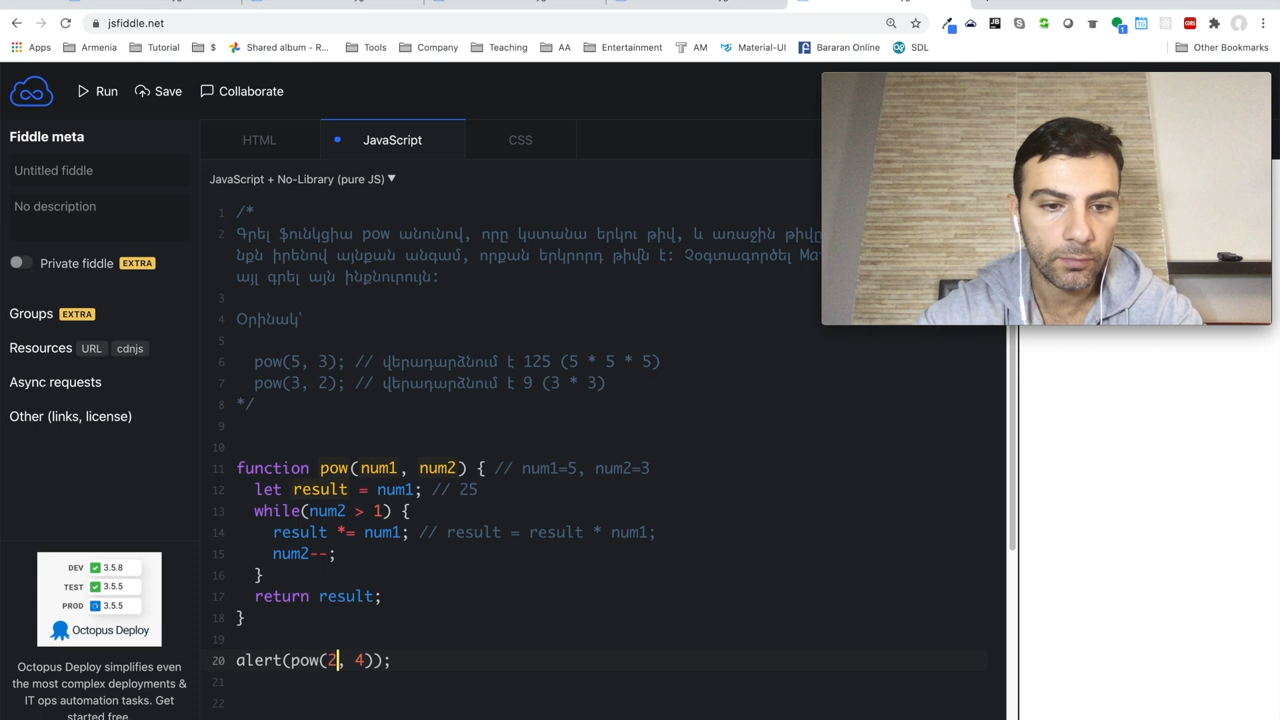 jsfiddle.net
Apps Armenia Tutorial $ Shared album - R... Tools Company Teaching AA Entertainment AM Material-UI Bararan Online SDL Other Bookmarks
Run Save Collaborate
Fiddle meta
Untitled fiddle
No description
Private fiddle EXTRA
Groups EXTRA
Resources URL cdnjs
Async requests
Other (links, license)
DEV 3.5.8
TEST 3.5.5
PROD 3.5.5
Octopus Deploy
Octopus Deploy simplifies even
the most complex deployments &
IT ops automation tasks. Get
started free.
HTML JavaScript CSS
JavaScript + No-Library (pure JS)
1 /*
2 Գրել ֆունկցիա pow անունով, որը կստանա երկու թիվ, և առաջին թիվը
նքն իրենով այնքան անգամ, որքան երկրորդ թիվն է: Չօգտագործել
այլ գրել այն ինքնուրույն:
3
4 Օրինակ՝
5
6 pow(5, 3); // վերադարձնում է 125 (5 * 5 * 5)
7 pow(3, 2); // վերադարձնում է 9 (3 * 3)
8 */
9
10
11 function pow(num1, num2) { // num1=5, num2=3
12 let result = num1; // 25
13 while(num2 > 1) {
14 result *= num1; // result = result * num1;
15 num2--;
16 }
17 return result;
18 }
19
20 alert(pow(2, 4));
21
22